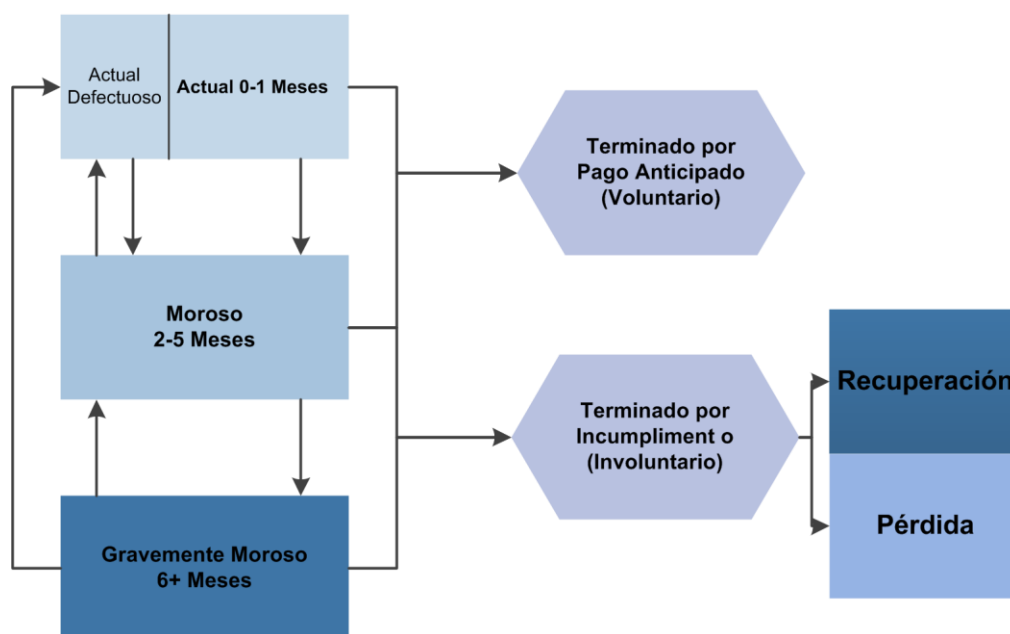 Actual
Defectuoso
Actual 0-1 Meses
Terminado por
Pago Anticipado
(Voluntario)
Moroso
2-5 Meses
Recuperación
Terminado por
Incumpliment o
(Involuntario)
Pérdida
Gravemente Moroso
6+ Meses